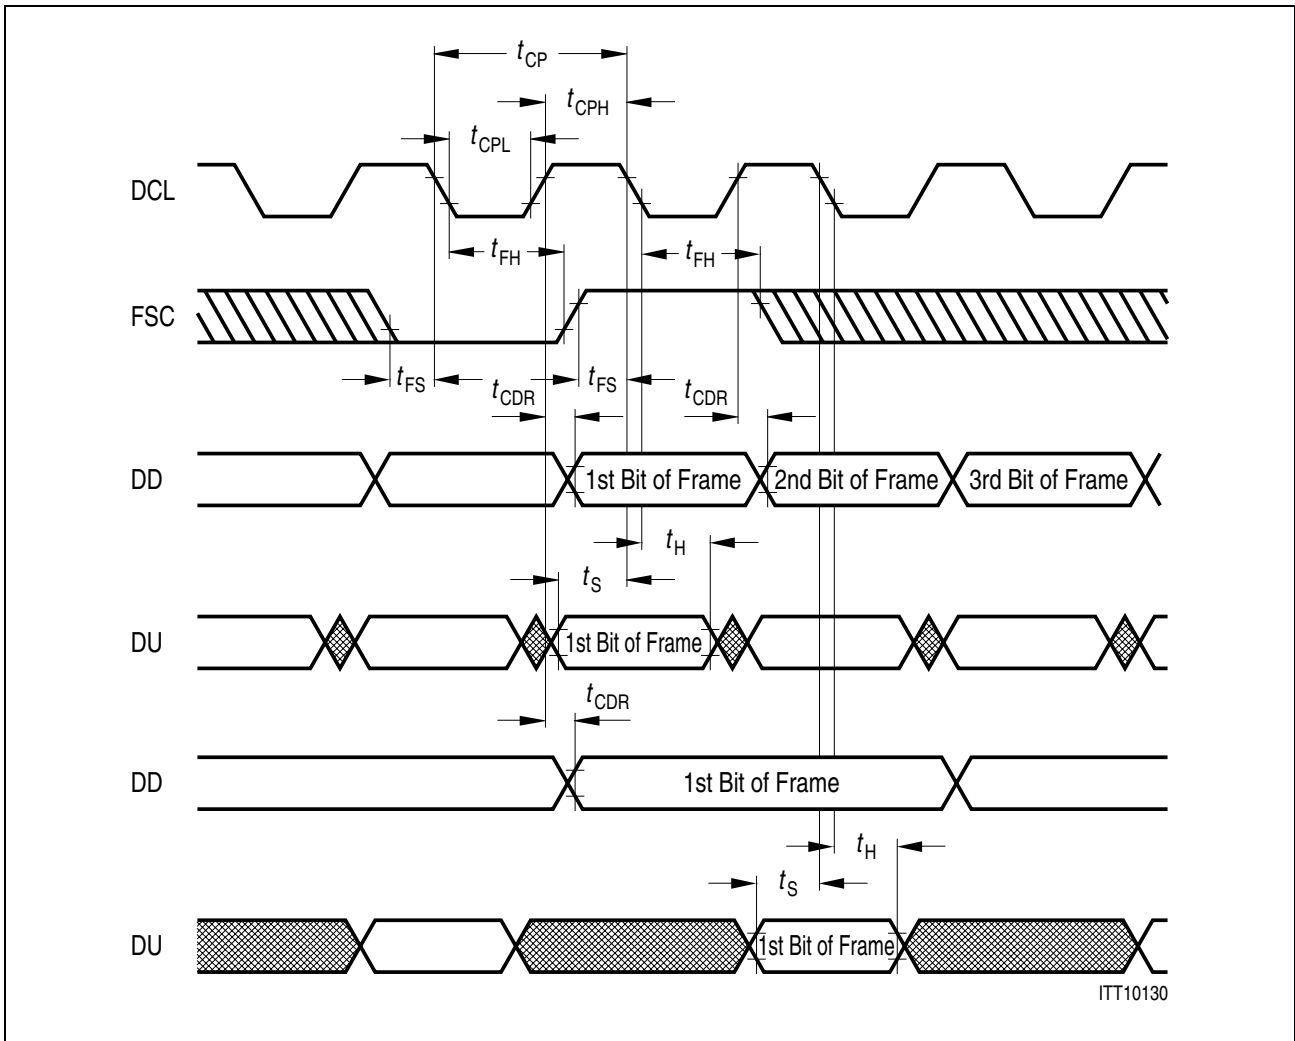 tCP
tCPH
tCPL
DCL
tFH
tFH
FSC
tFS
tCDR
tFS
tCDR
DD
1st Bit of Frame
2nd Bit of Frame
3rd Bit of Frame
tH
tS
DU
1st Bit of Frame
tCDR
DD
1st Bit of Frame
tH
tS
DU
1st Bit of Frame
ITT10130